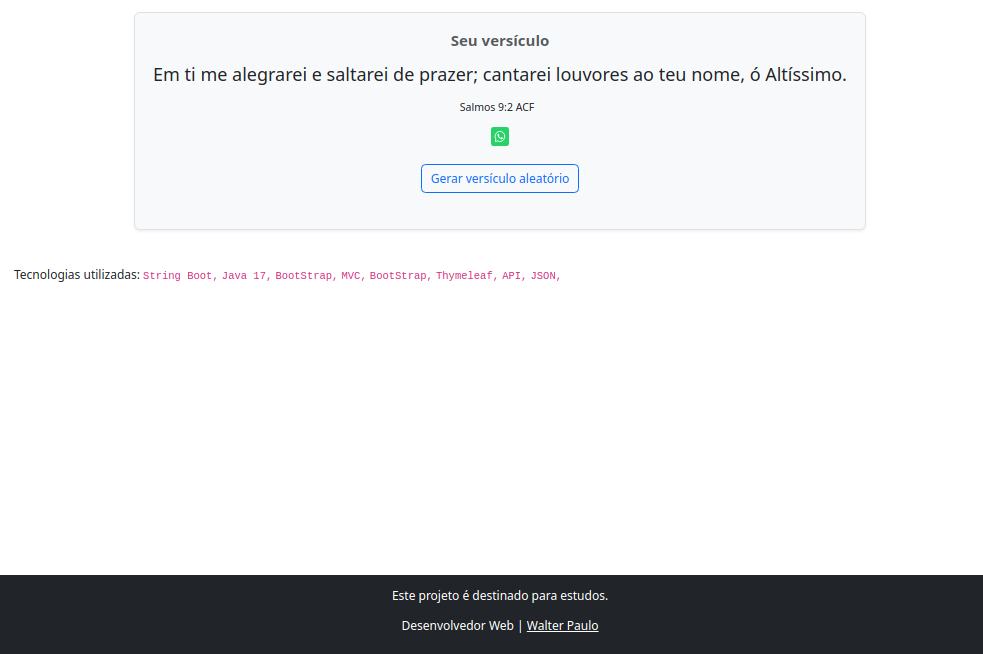 Seu versículo
Em ti me alegrarei e saltarei de prazer; cantarei louvores ao teu nome, ó Altíssimo.
Salmos 9:2 ACF
Gerar versículo aleatório
Tecnologias utilizadas: String Boot, Java 17, BootStrap, MVC, BootStrap, Thymeleaf, API, JSON,
Este projeto é destinado para estudos.
Desenvolvedor Web | Walter Paulo